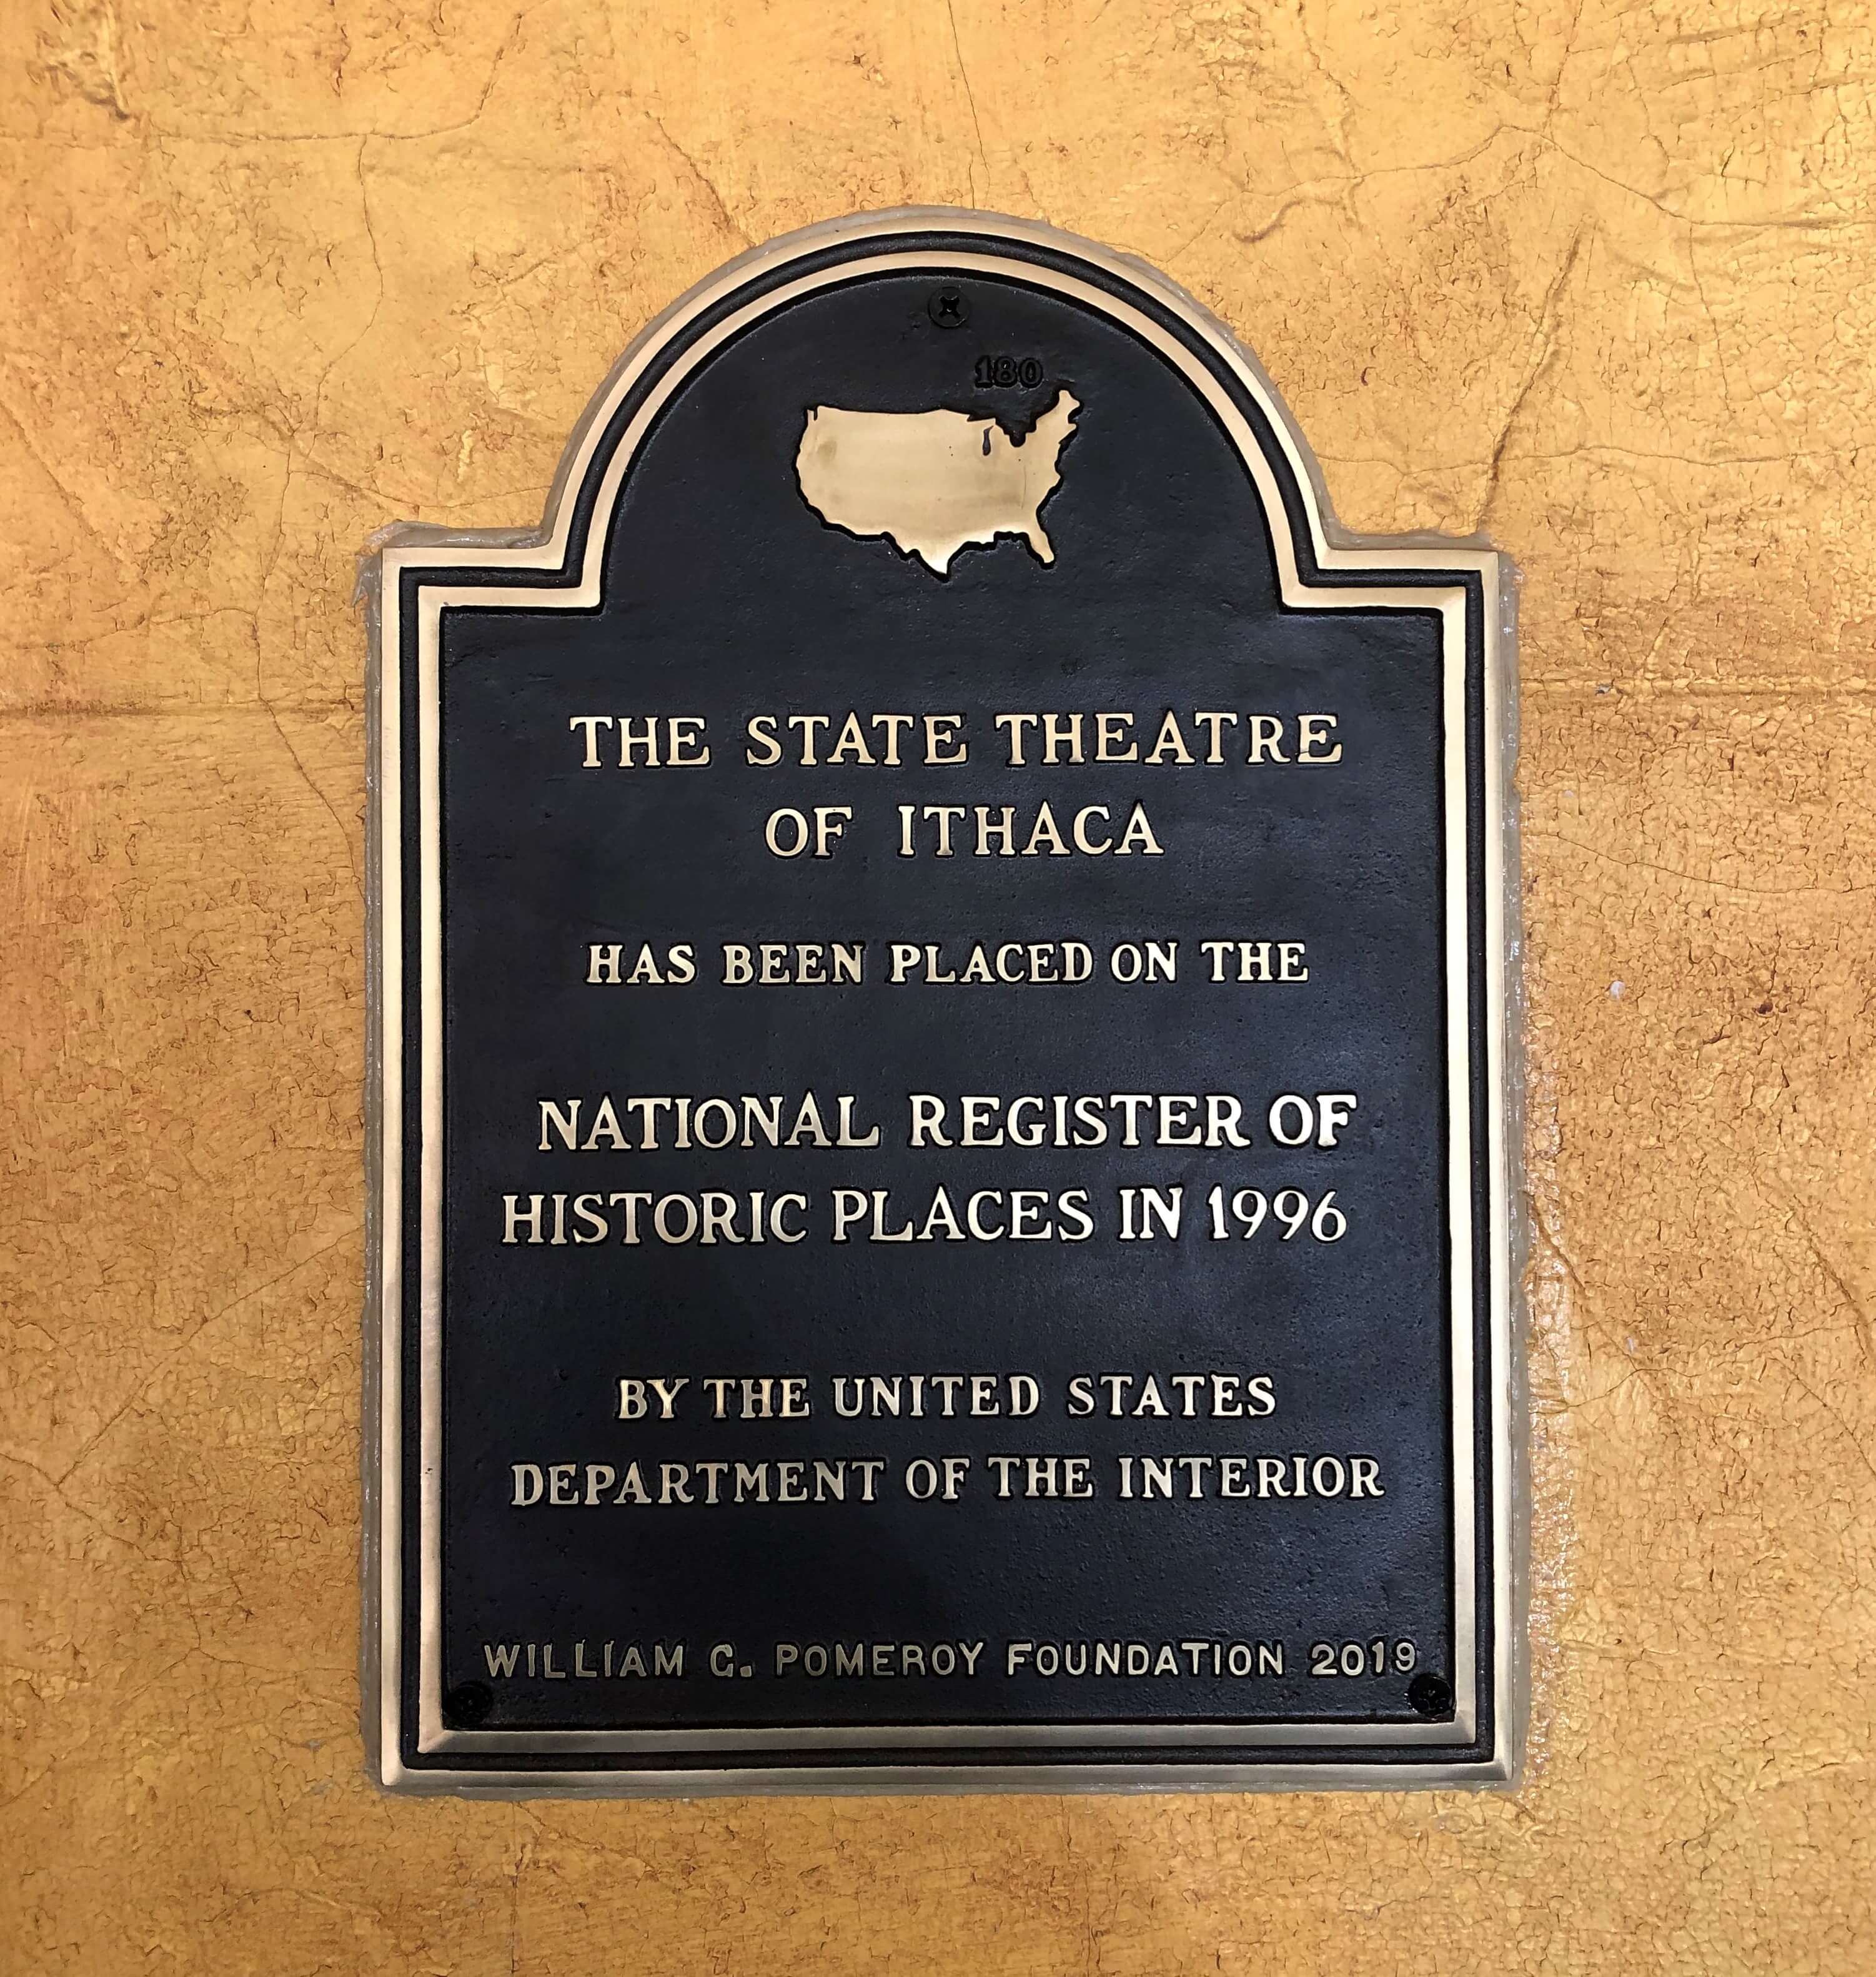 180
THE STATE THEATRE
OF ITHACA
HAS BEEN PLACED ON THE
NATIONAL REGISTER OF
HISTORIC PLACES IN 1996
BY THE UNITED STATES
DEPARTMENT OF THE INTERIOR
WILLIAM G. POMEROY FOUNDATION 2019